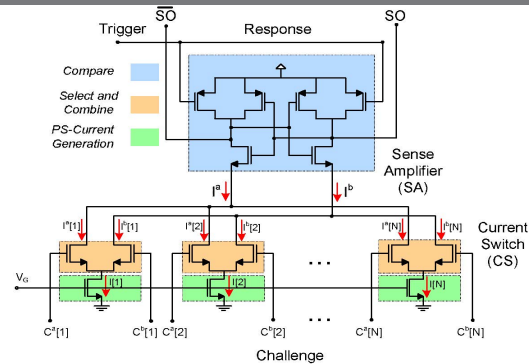 SO
SO
Trigger
Response
Compare
Select and
Combine
PS-Current
Generation
Sense
Amplifier
(SA)
Iᵃ
Iᵇ
Iᵃ[1]
Iᵇ[1]
Iᵃ[2]
Iᵇ[2]
Iᵃ[N]
Iᵇ[N]
Current
Switch
(CS)
...
V_G
I[1]
I[2]
I[N]
Cᵃ[1]
Cᵇ[1]
Cᵃ[2]
Cᵇ[2]
...
Cᵃ[N]
Cᵇ[N]
Challenge